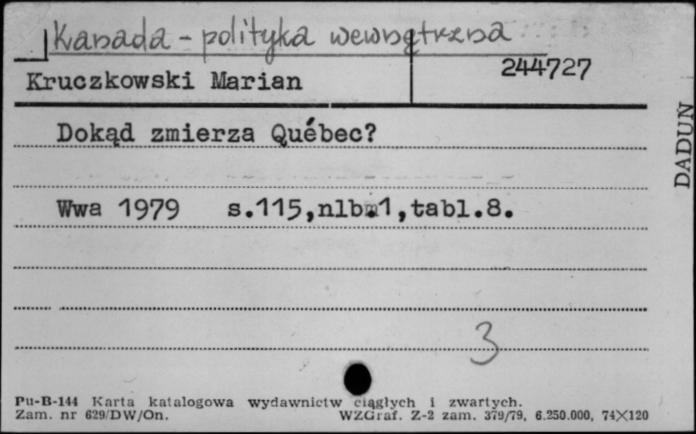 Kanada - polityka wewnętrzna
Kruczkowski Marian
244727
Dokąd zmierza Québec?
Wwa 1979 s.115,nlb.1,tabl.8.
3
Pu-B-144 Karta katalogowa wydawnictw ciągłych i zwartych.
Zam. nr 629/DW/On. WZGraf. Z-2 zam. 379/79, 6.250.000, 74×120
DADUN